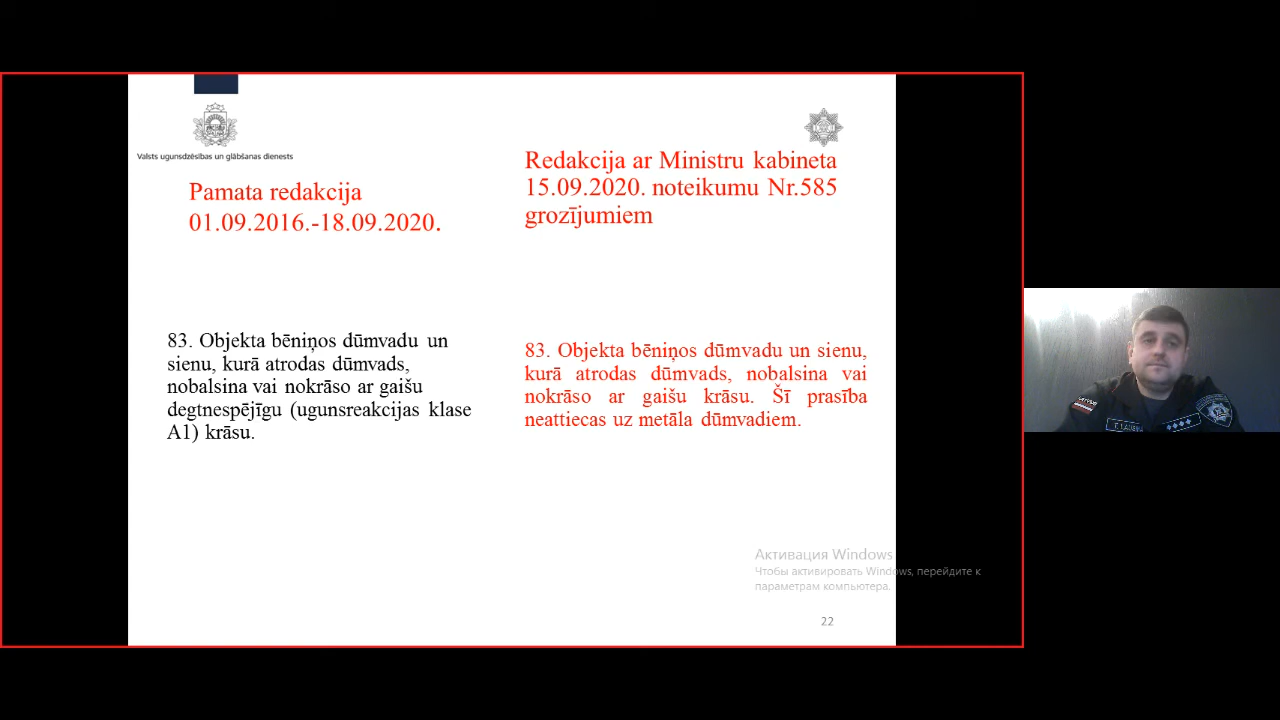 Valsts ugunsdzēsības un glābšanas dienests
Pamata redakcija
01.09.2016.-18.09.2020.
Redakcija ar Ministru kabineta
15.09.2020. noteikumu Nr.585
grozījumiem
83. Objekta bēniņos dūmvadu un
sienu, kurā atrodas dūmvads,
nobalsina vai nokrāso ar gaišu
degtnespējīgu (ugunsreakcijas klase
A1) krāsu.
83. Objekta bēniņos dūmvadu un sienu,
kurā atrodas dūmvads, nobalsina vai
nokrāso ar gaišu krāsu. Šī prasība
neattiecas uz metāla dūmvadiem.
Активация Windows
Чтобы активировать Windows, перейдите к
параметрам компьютера.
22